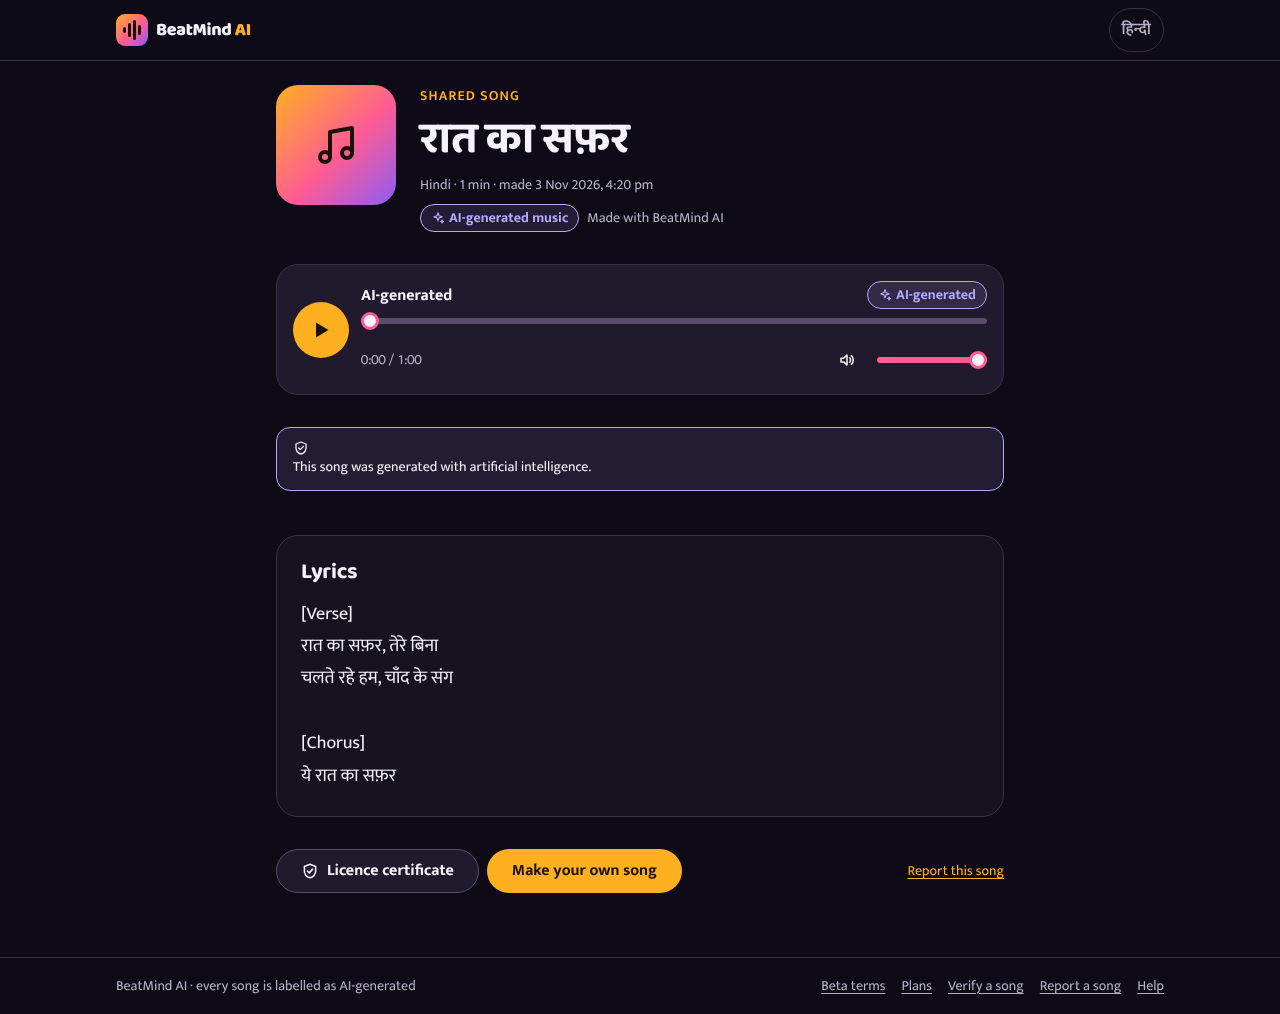 BeatMind AI
हिन्दी
SHARED SONG
रात का सफ़र
Hindi · 1 min · made 3 Nov 2026, 4:20 pm
AI-generated music
Made with BeatMind AI
AI-generated
AI-generated
0:00 / 1:00
This song was generated with artificial intelligence.
Lyrics
[Verse]
रात का सफ़र, तेरे बिना
चलते रहे हम, चाँद के संग
[Chorus]
ये रात का सफ़र
Licence certificate
Make your own song
Report this song
BeatMind AI · every song is labelled as AI-generated
Beta terms
Plans
Verify a song
Report a song
Help